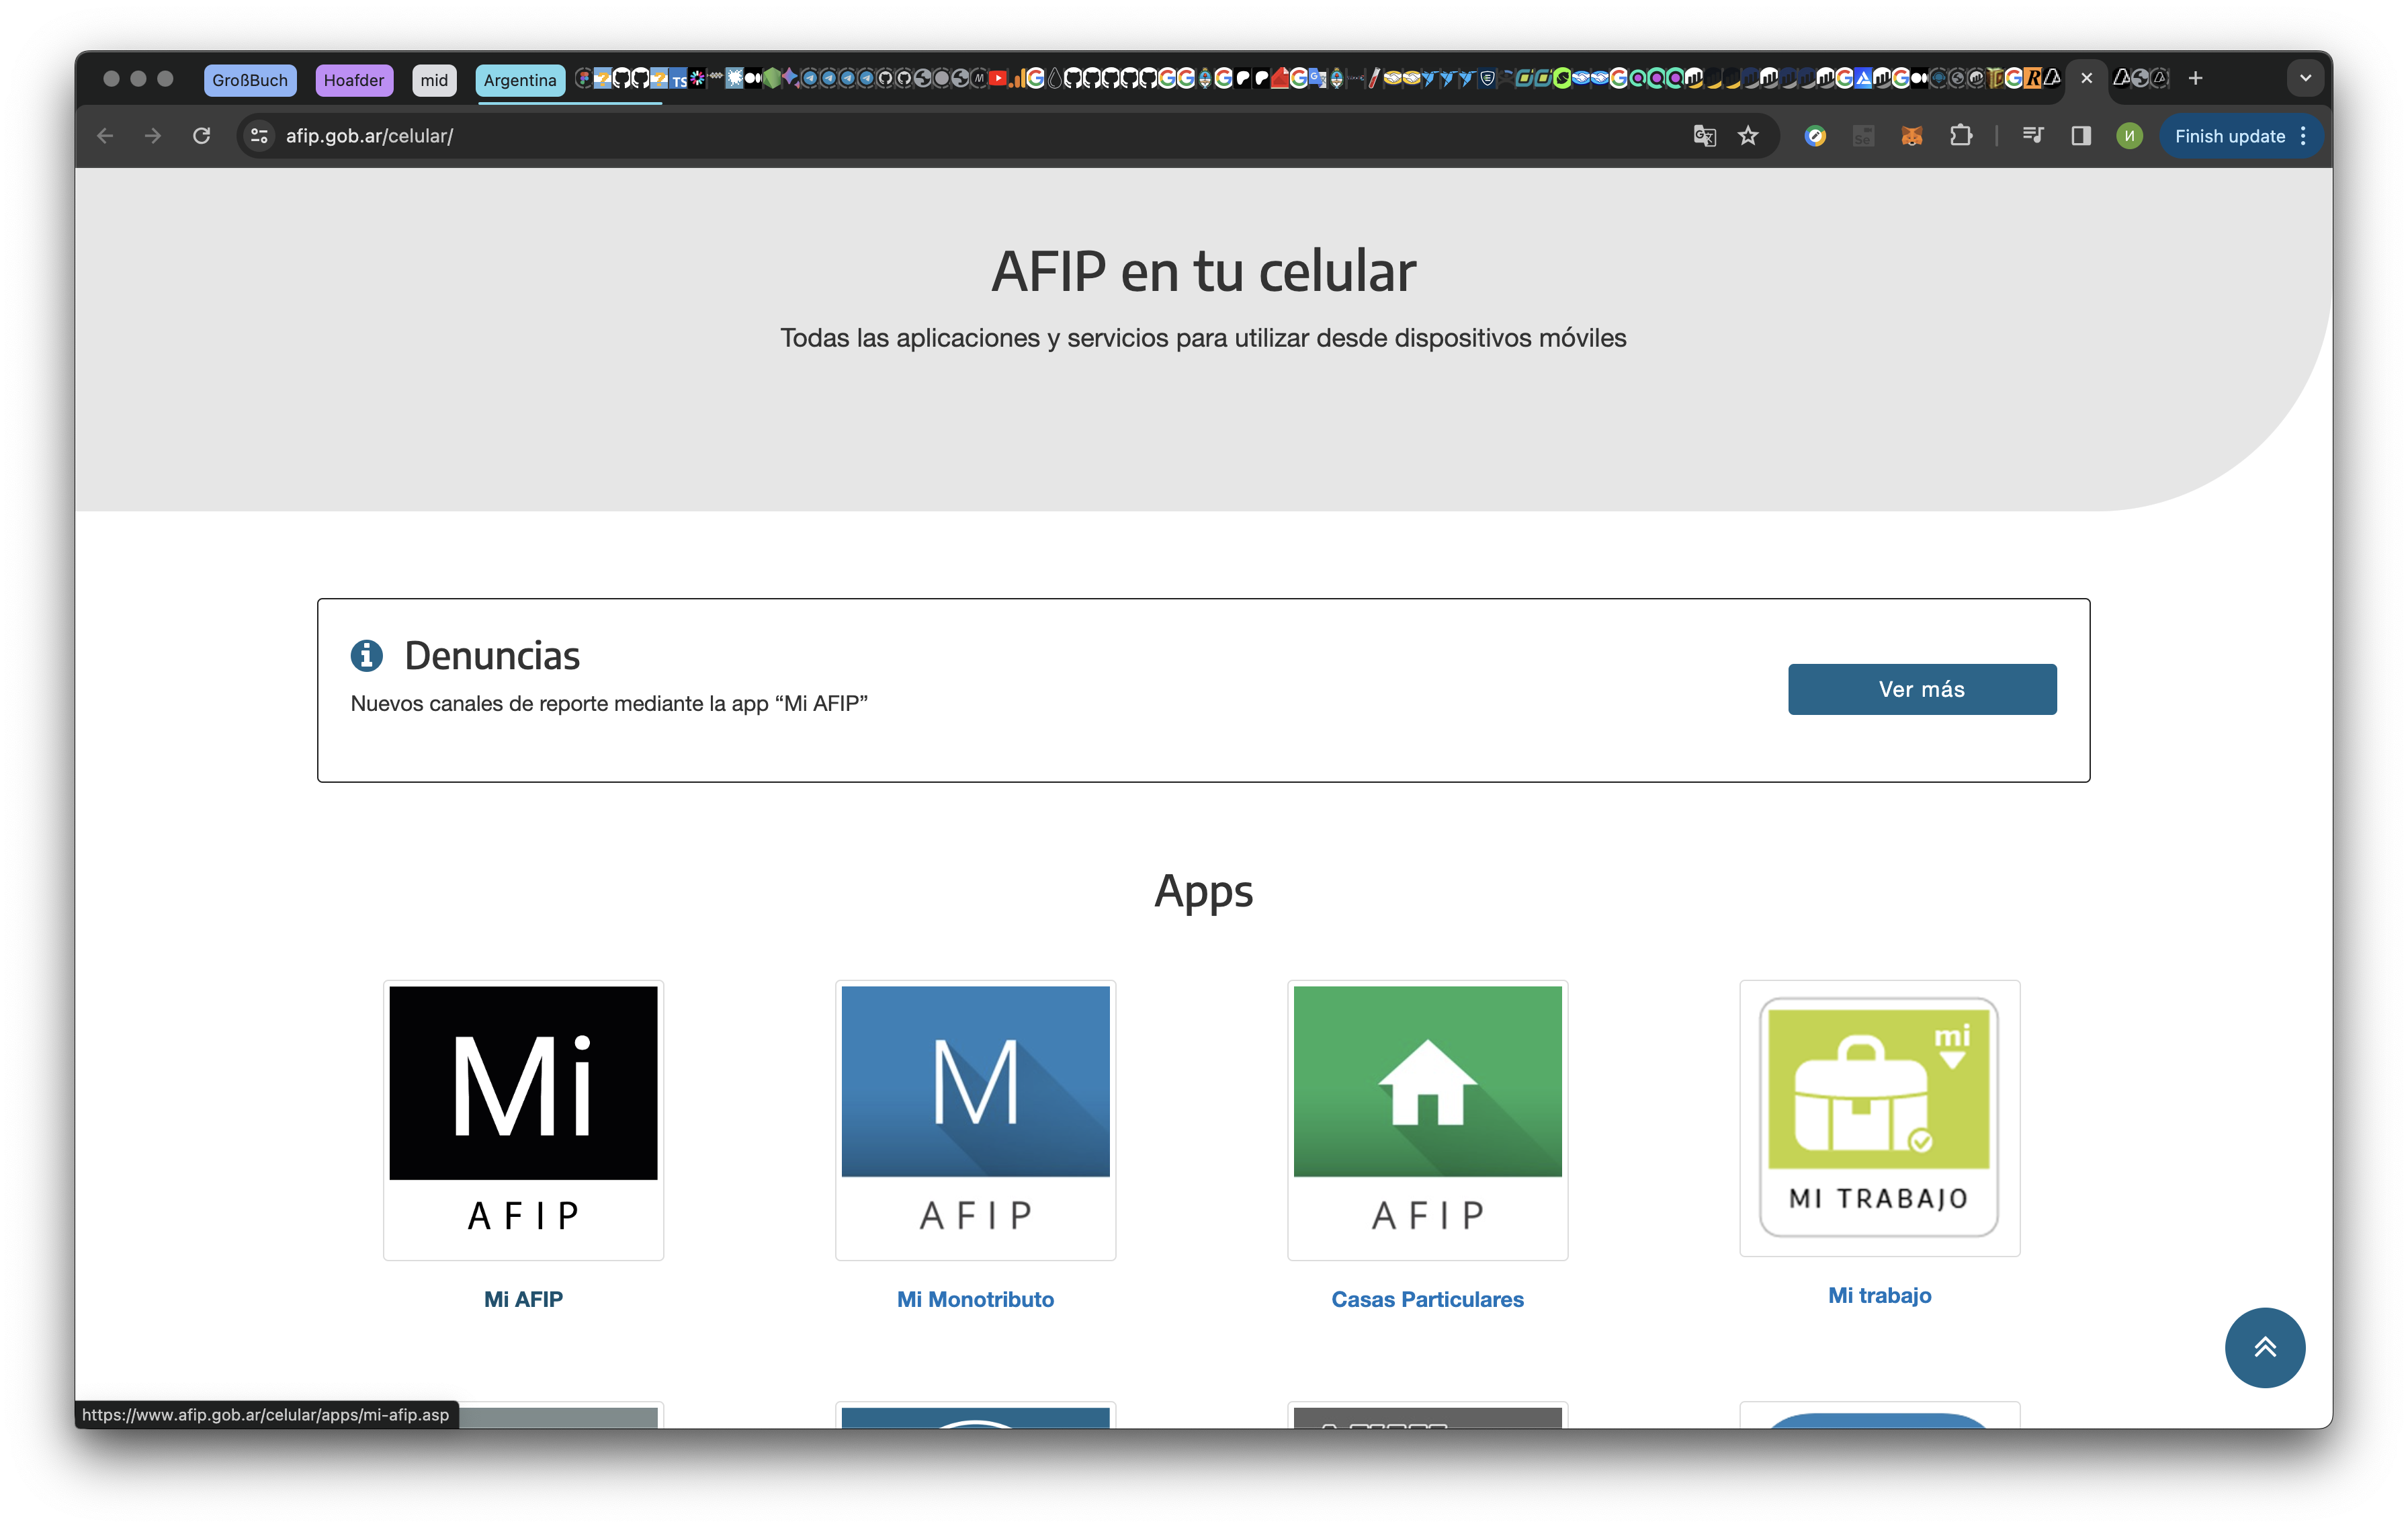 GroßBuch
Hoafder
mid
Argentina
afip.gob.ar/celular/
Finish update
AFIP en tu celular
Todas las aplicaciones y servicios para utilizar desde dispositivos móviles
Denuncias
Nuevos canales de reporte mediante la app “Mi AFIP”
Ver más
Apps
Mi
AFIP
Mi AFIP
M
AFIP
Mi Monotributo
AFIP
Casas Particulares
mi
MI TRABAJO
Mi trabajo
https://www.afip.gob.ar/celular/apps/mi-afip.asp